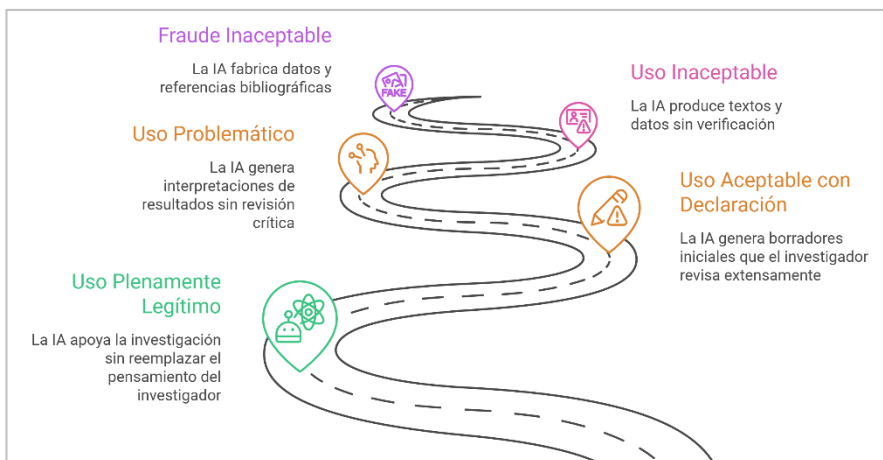 Fraude Inaceptable
La IA fabrica datos y
referencias bibliográficas
FAKE
Uso Inaceptable
La IA produce textos y
datos sin verificación
Uso Problemático
La IA genera
interpretaciones de
resultados sin revisión
crítica
Uso Aceptable con
Declaración
La IA genera borradores
iniciales que el investigador
revisa extensamente
Uso Plenamente
Legítimo
La IA apoya la investigación
sin reemplazar el
pensamiento del
investigador